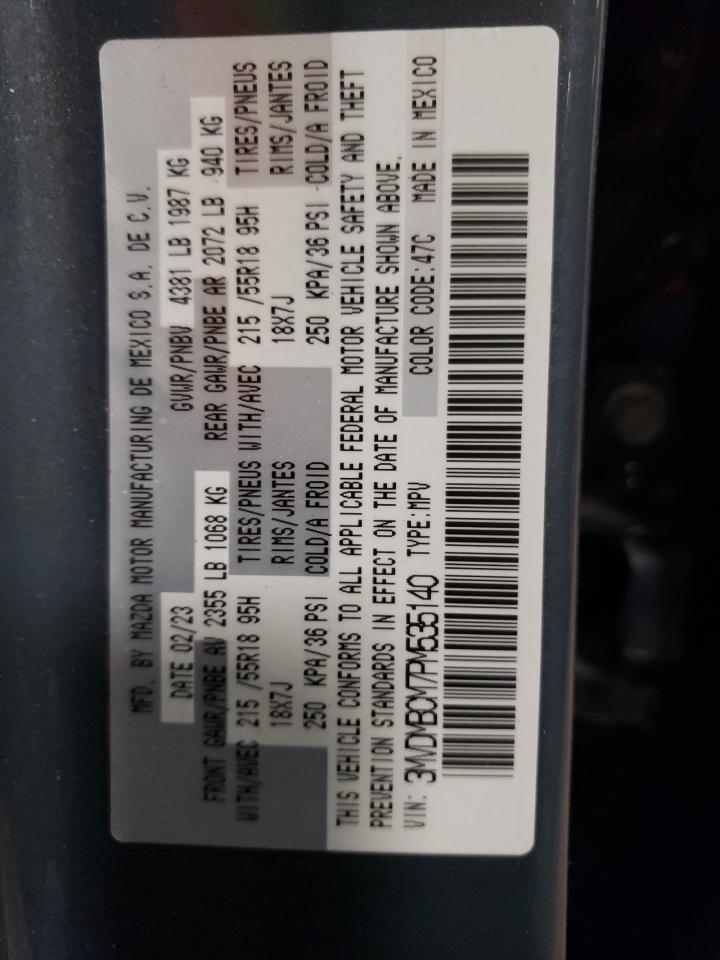 MFD. BY MAZDA MOTOR MANUFACTURING DE MEXICO S.A. DE C.V.
DATE 02/23 GVWR/PNBV 4381 LB 1987 KG
FRONT GAWR/PNBE AV 2355 LB 1068 KG REAR GAWR/PNBE AR 2072 LB 940 KG
WITH/AVEC 215 /55R18 95H TIRES/PNEUS WITH/AVEC 215 /55R18 95H TIRES/PNEUS
18X7J RIMS/JANTES 18X7J RIMS/JANTES
250 KPA/36 PSI COLD/A FROID 250 KPA/36 PSI COLD/A FROID
THIS VEHICLE CONFORMS TO ALL APPLICABLE FEDERAL MOTOR VEHICLE SAFETY AND THEFT
PREVENTION STANDARDS IN EFFECT ON THE DATE OF MANUFACTURE SHOWN ABOVE.
VIN: 3MVDMBCM7PM535140 TYPE:MPV COLOR CODE:47C MADE IN MEXICO